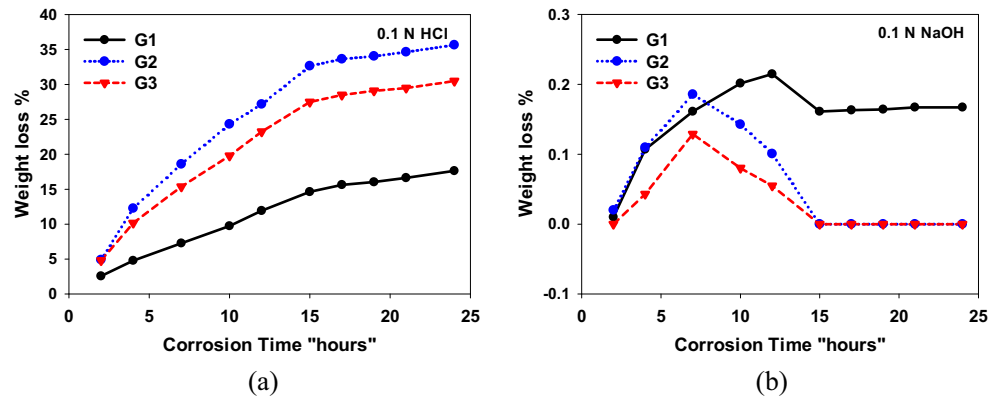 0.1 N HCl
G1
G2
G3
Weight loss %
40
35
30
25
20
15
10
5
0
0 5 10 15 20 25
Corrosion Time "hours"
(a)
0.1 N NaOH
G1
G2
G3
Weight loss %
0.3
0.2
0.1
0.0
-0.1
0 5 10 15 20 25
Corrosion Time "hours"
(b)